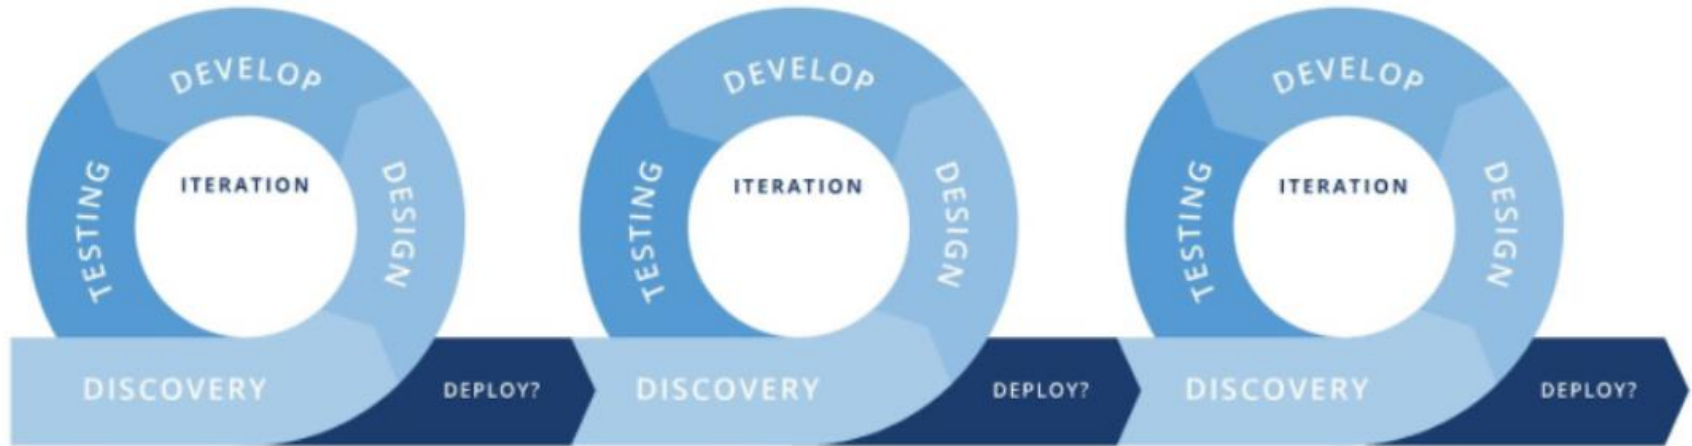 DEVELOP
TESTING
ITERATION
DESIGN
DISCOVERY
DEPLOY?
DEVELOP
TESTING
ITERATION
DESIGN
DISCOVERY
DEPLOY?
DEVELOP
TESTING
ITERATION
DESIGN
DISCOVERY
DEPLOY?